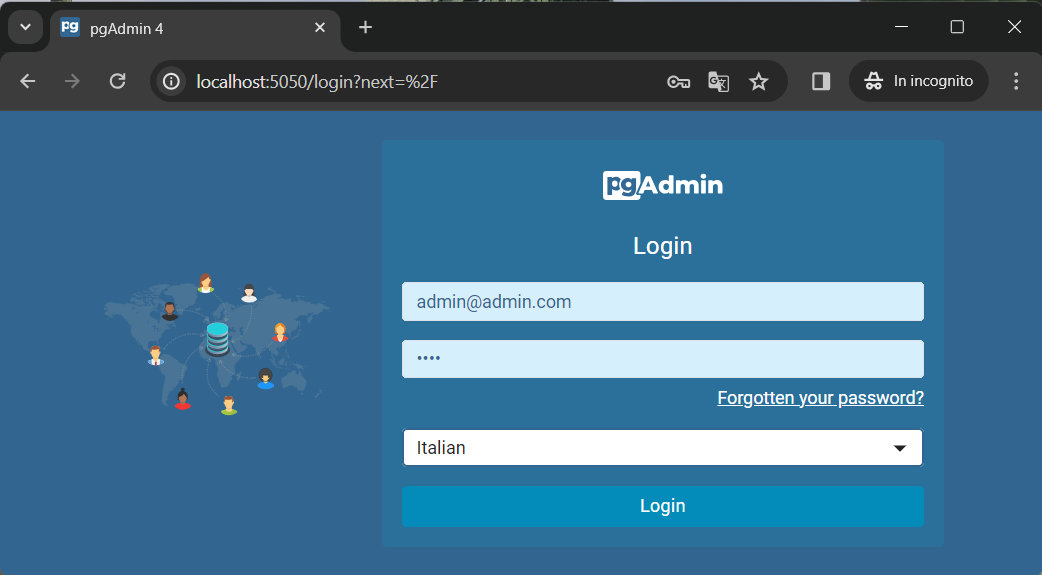 pg pgAdmin 4
localhost:5050/login?next=%2F
In incognito
pgAdmin
Login
admin@admin.com
••••
Forgotten your password?
Italian
Login